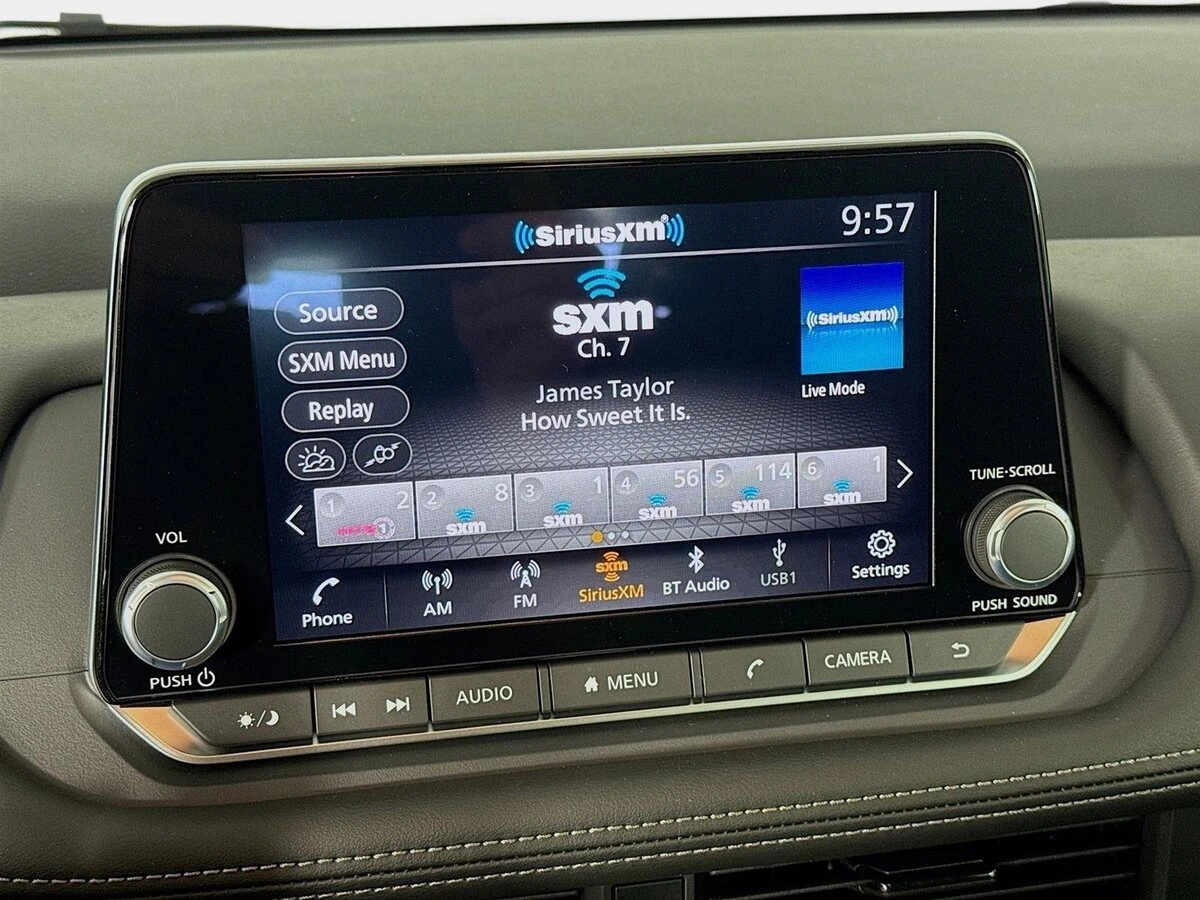 SiriusXM®
9:57
Source
SXM Menu
Replay
sxm
Ch. 7
James Taylor
How Sweet It Is.
SiriusXM
Live Mode
1 2
2 8 sxm
3 1 sxm
4 56 sxm
5 114 sxm
6 1 sxm
Phone
AM
FM
sxm
SiriusXM
BT Audio
USB1
Settings
VOL
PUSH
TUNE·SCROLL
PUSH SOUND
AUDIO
MENU
CAMERA